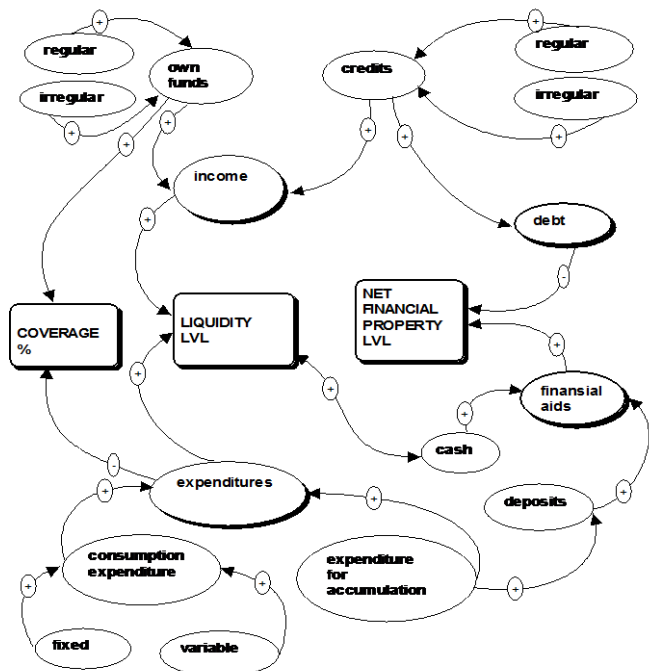 +
+
regular
own
funds
credits
regular
irregular
irregular
+
+
+
+
+
+
+
income
+
debt
-
COVERAGE
%
LIQUIDITY
LVL
NET
FINANCIAL
PROPERTY
LVL
+
+
+
finansial
aids
+
cash
-
expenditures
+
+
deposits
+
consumption
expenditure
expenditure
for
accumulation
+
+
+
fixed
variable